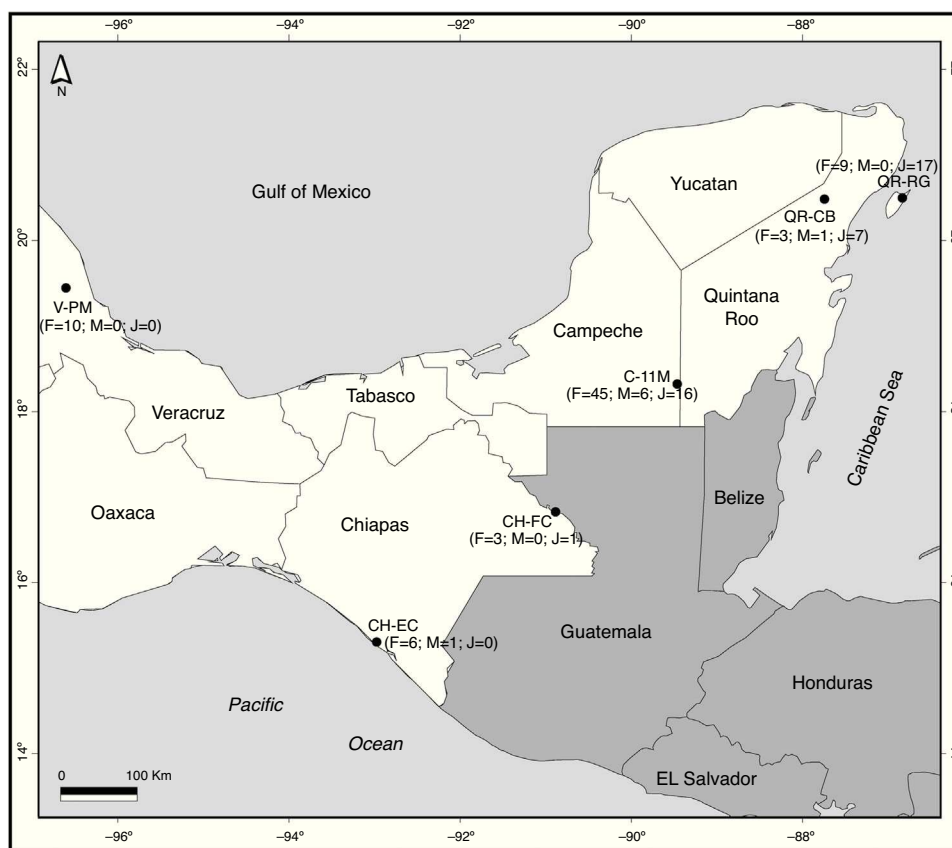 –96°
–94°
–92°
–90°
–88°
22°
N
20°
18°
16°
14°
Gulf of Mexico
Yucatan
(F=9; M=0; J=17)
QR-RG
QR-CB
(F=3; M=1; J=7)
V-PM
(F=10; M=0; J=0)
Quintana
Roo
Campeche
C-11M
(F=45; M=6; J=16)
Tabasco
Veracruz
Caribbean Sea
Oaxaca
Chiapas
CH-FC
(F=3; M=0; J=1)
Belize
CH-EC
(F=6; M=1; J=0)
Guatemala
Honduras
Pacific
Ocean
EL Salvador
0
100 Km
–96°
–94°
–92°
–90°
–88°